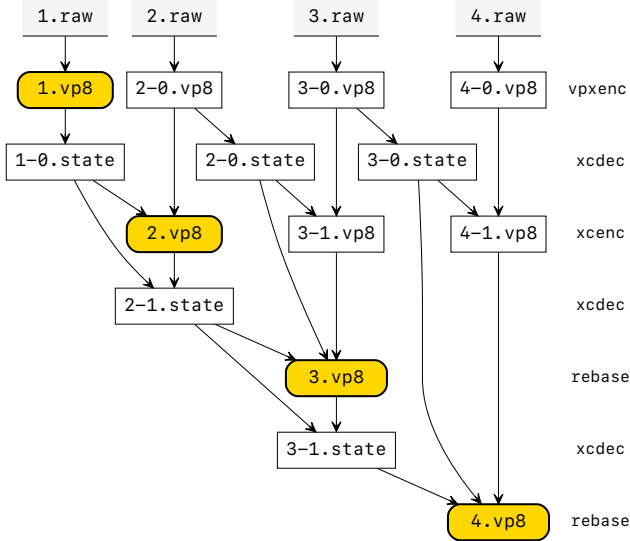 1.raw 2.raw 3.raw 4.raw
1.vp8 2−0.vp8 3−0.vp8 4−0.vp8 vpxenc
1−0.state 2−0.state 3−0.state xcdec
2.vp8 3−1.vp8 4−1.vp8 xcenc
2−1.state xcdec
3.vp8 rebase
3−1.state xcdec
4.vp8 rebase